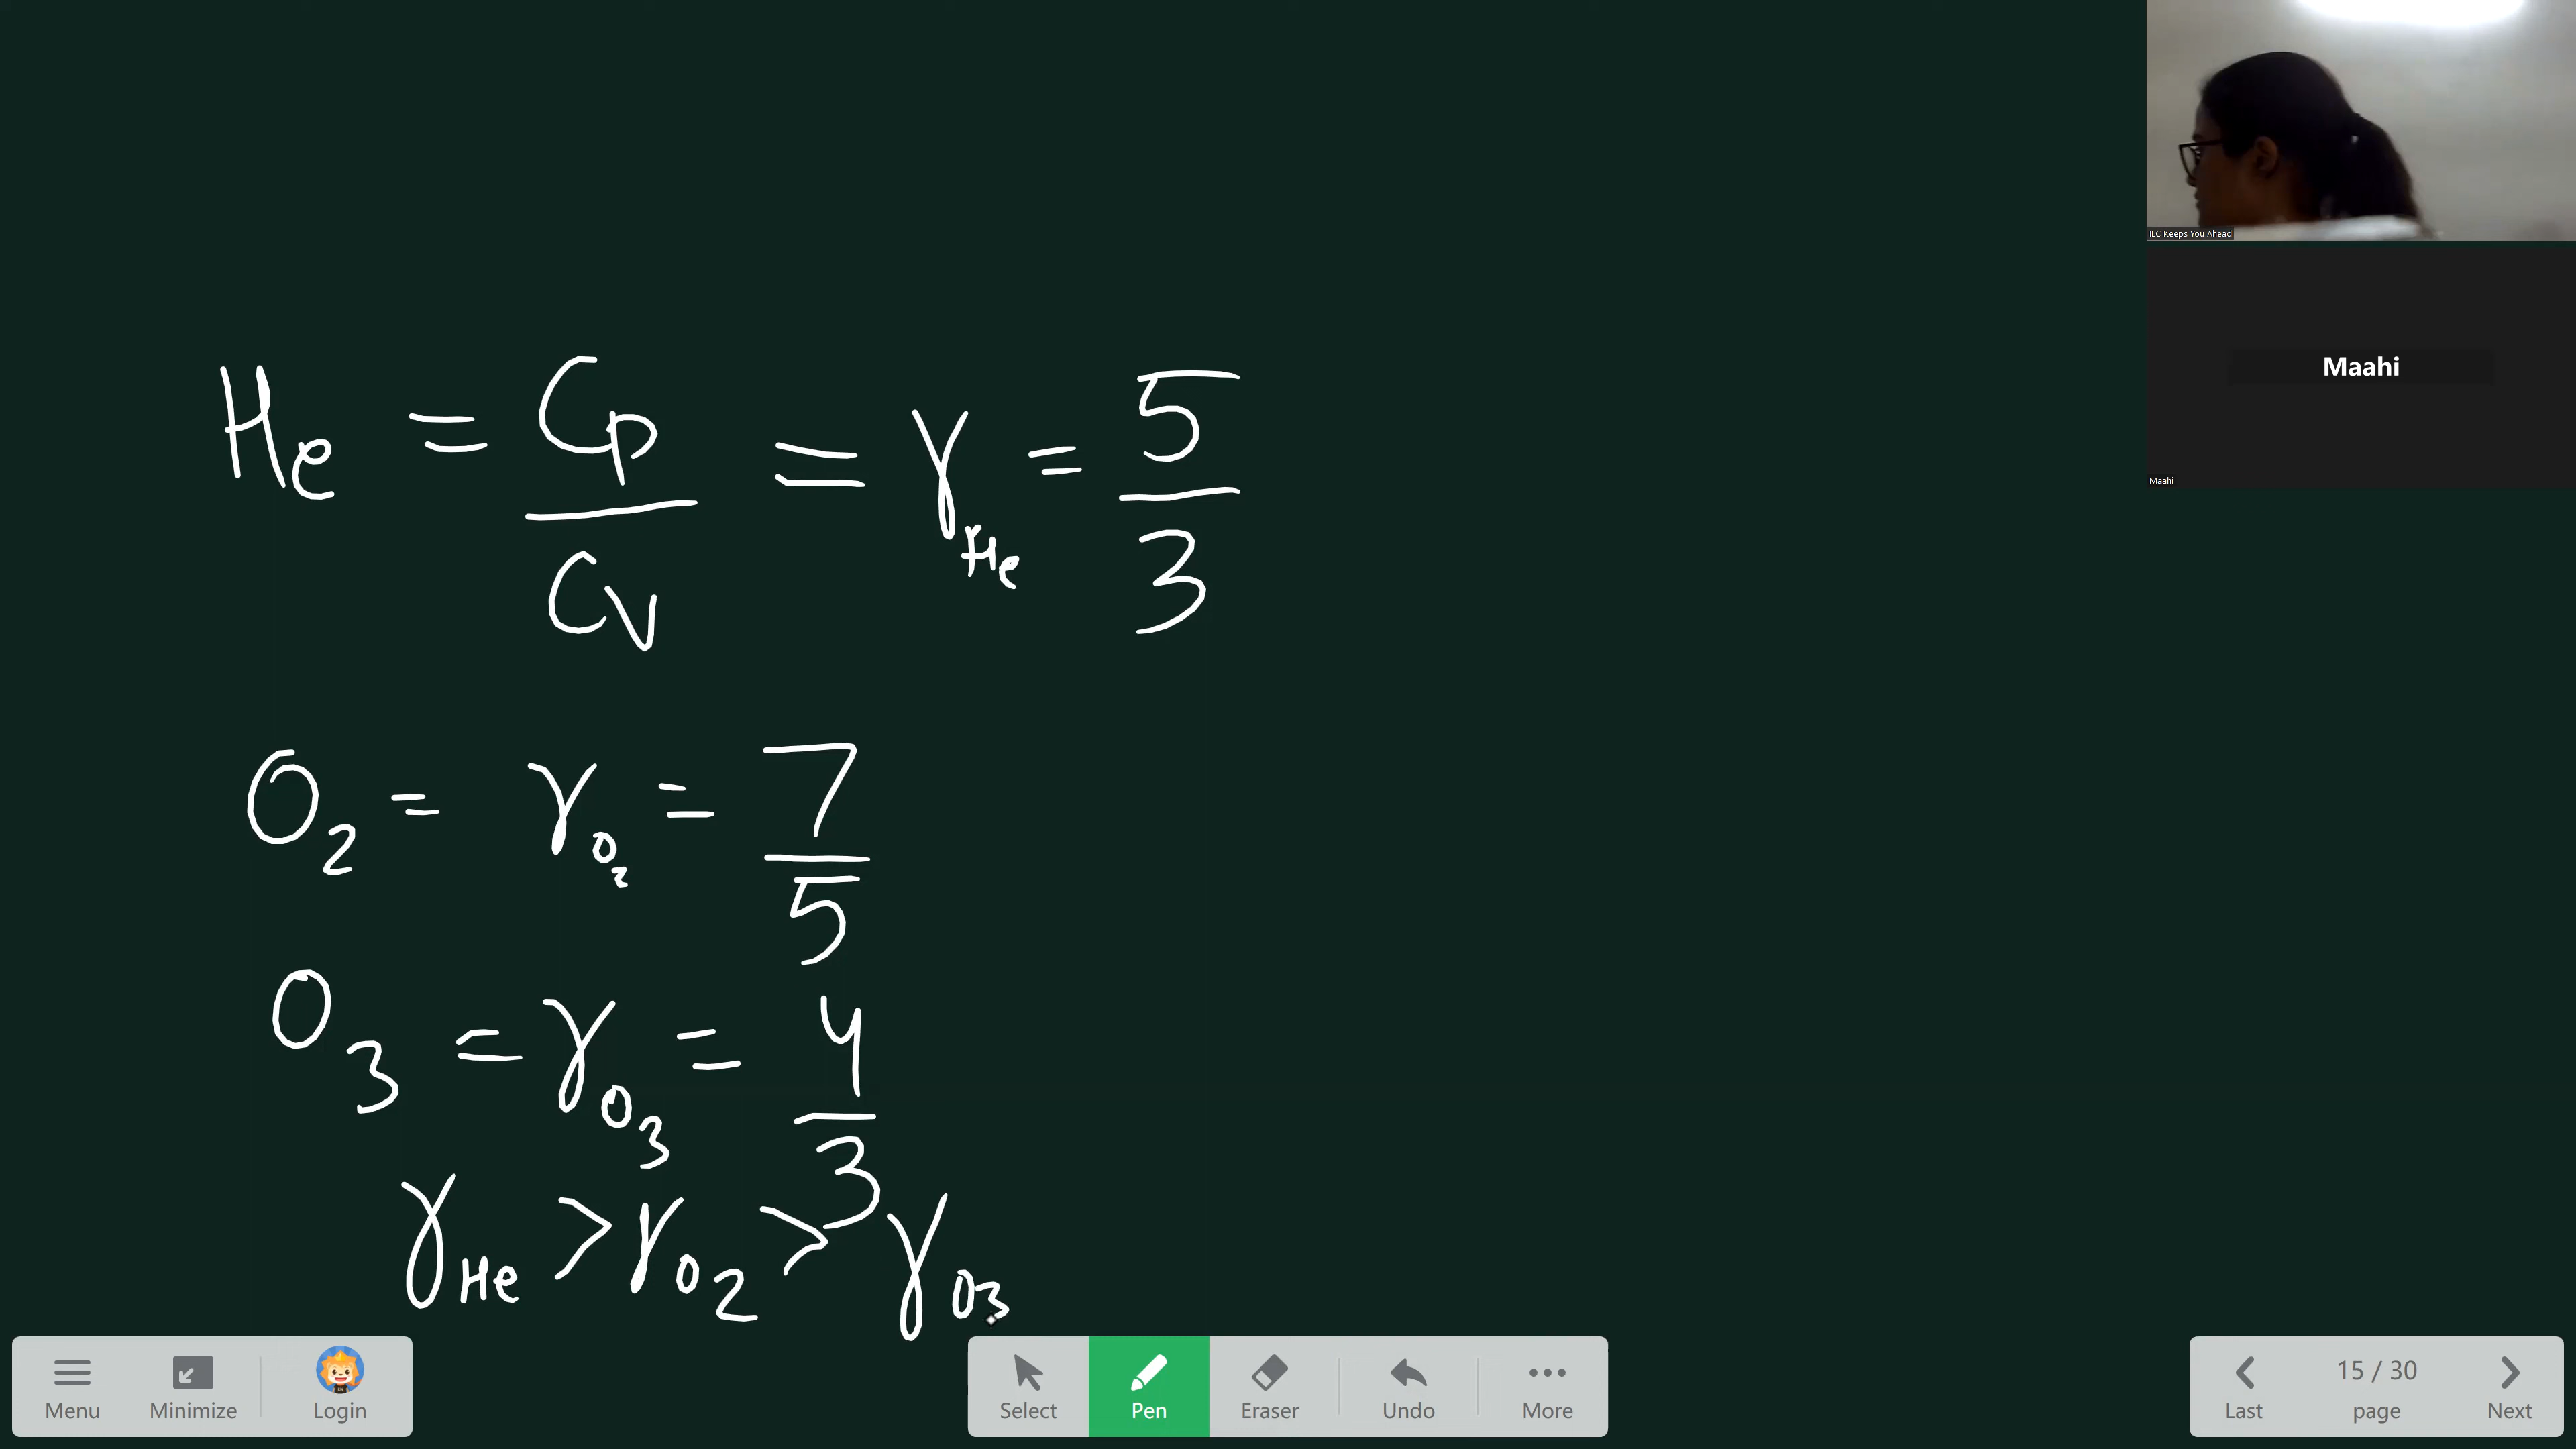 He = Cp/Cv = γHe = 5/3
O2 = γO2 = 7/5
O3 = γO3 = 4/3
γHe > γO2 > γO3
ILC Keeps You Ahead
Maahi
Maahi
Menu
Minimize
Login
Select
Pen
Eraser
Undo
More
Last
15 / 30
page
Next